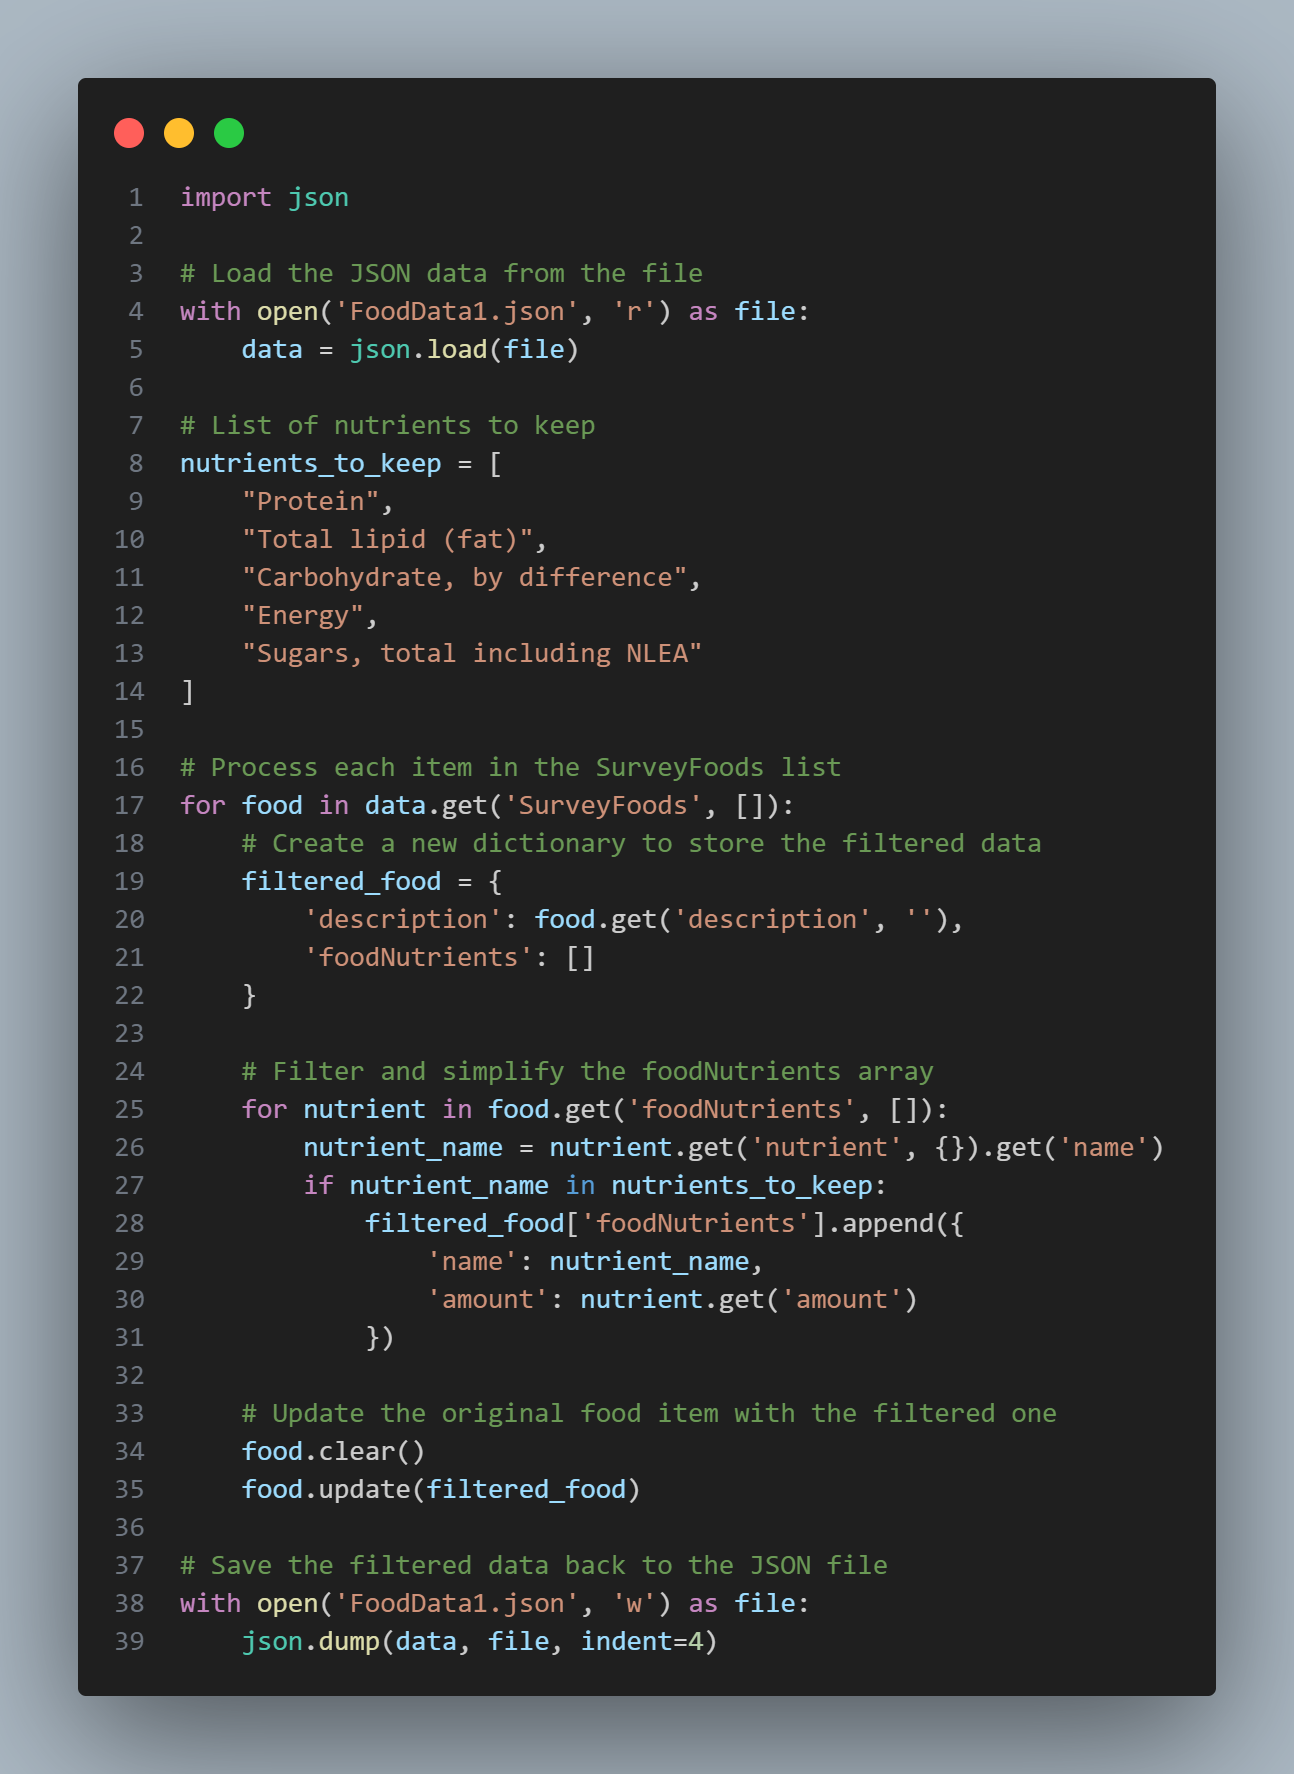 1 import json
2
3 # Load the JSON data from the file
4 with open('FoodData1.json', 'r') as file:
5     data = json.load(file)
6
7 # List of nutrients to keep
8 nutrients_to_keep = [
9     "Protein",
10     "Total lipid (fat)",
11     "Carbohydrate, by difference",
12     "Energy",
13     "Sugars, total including NLEA"
14 ]
15
16 # Process each item in the SurveyFoods list
17 for food in data.get('SurveyFoods', []):
18     # Create a new dictionary to store the filtered data
19     filtered_food = {
20         'description': food.get('description', ''),
21         'foodNutrients': []
22     }
23
24     # Filter and simplify the foodNutrients array
25     for nutrient in food.get('foodNutrients', []):
26         nutrient_name = nutrient.get('nutrient', {}).get('name')
27         if nutrient_name in nutrients_to_keep:
28             filtered_food['foodNutrients'].append({
29                 'name': nutrient_name,
30                 'amount': nutrient.get('amount')
31             })
32
33     # Update the original food item with the filtered one
34     food.clear()
35     food.update(filtered_food)
36
37 # Save the filtered data back to the JSON file
38 with open('FoodData1.json', 'w') as file:
39     json.dump(data, file, indent=4)